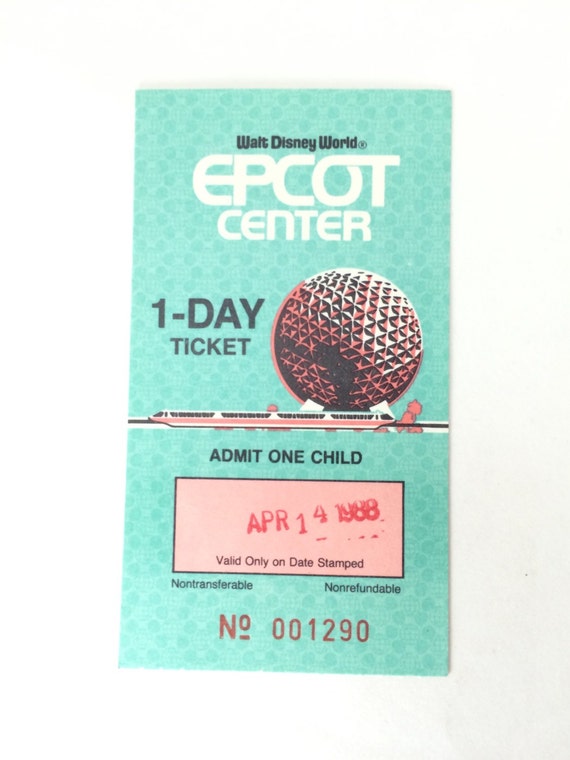 Walt Disney World®
EPCOT
CENTER
1-DAY
TICKET
ADMIT ONE CHILD
APR 14 1988
Valid Only on Date Stamped
Nontransferable Nonrefundable
Nº 001290